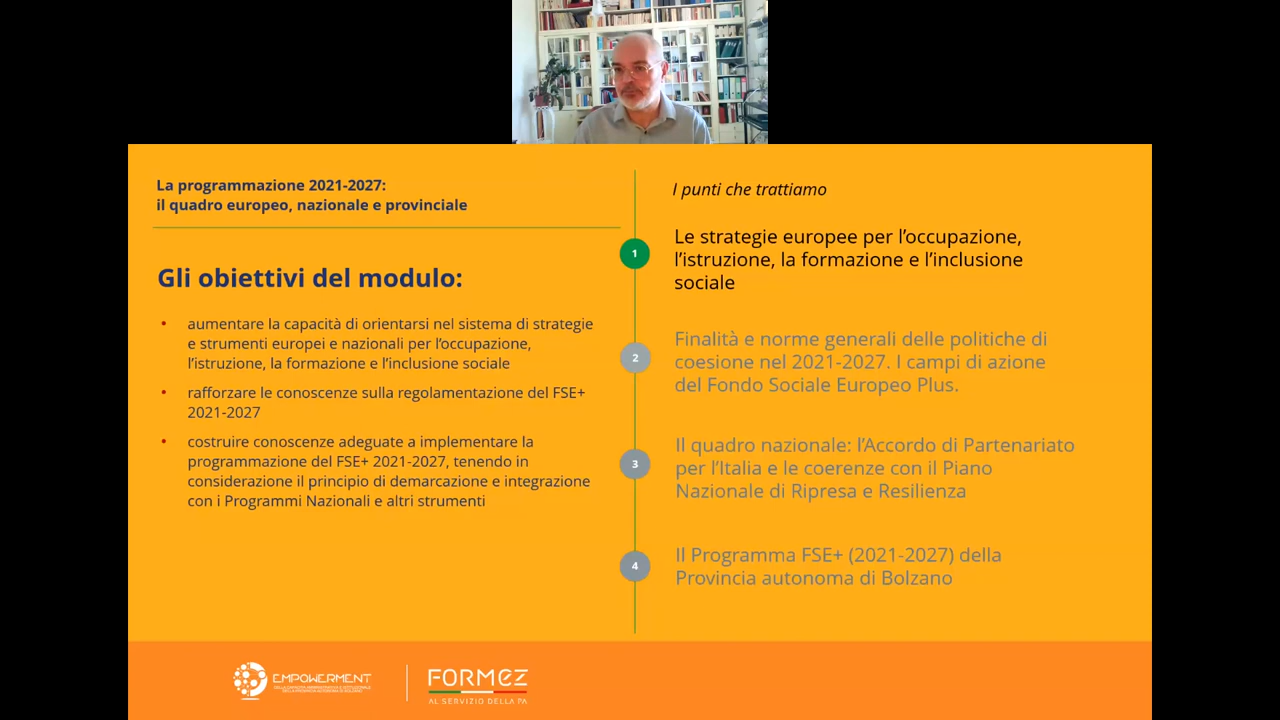 La programmazione 2021-2027:
il quadro europeo, nazionale e provinciale
Gli obiettivi del modulo:
• aumentare la capacità di orientarsi nel sistema di strategie
e strumenti europei e nazionali per l’occupazione,
l’istruzione, la formazione e l’inclusione sociale
• rafforzare le conoscenze sulla regolamentazione del FSE+
2021-2027
• costruire conoscenze adeguate a implementare la
programmazione del FSE+ 2021-2027, tenendo in
considerazione il principio di demarcazione e integrazione
con i Programmi Nazionali e altri strumenti
I punti che trattiamo
1
Le strategie europee per l’occupazione,
l’istruzione, la formazione e l’inclusione
sociale
2
Finalità e norme generali delle politiche di
coesione nel 2021-2027. I campi di azione
del Fondo Sociale Europeo Plus.
3
Il quadro nazionale: l’Accordo di Partenariato
per l’Italia e le coerenze con il Piano
Nazionale di Ripresa e Resilienza
4
Il Programma FSE+ (2021-2027) della
Provincia autonoma di Bolzano
EMPOWERMENT
FORMEZ
AL SERVIZIO DELLA PA